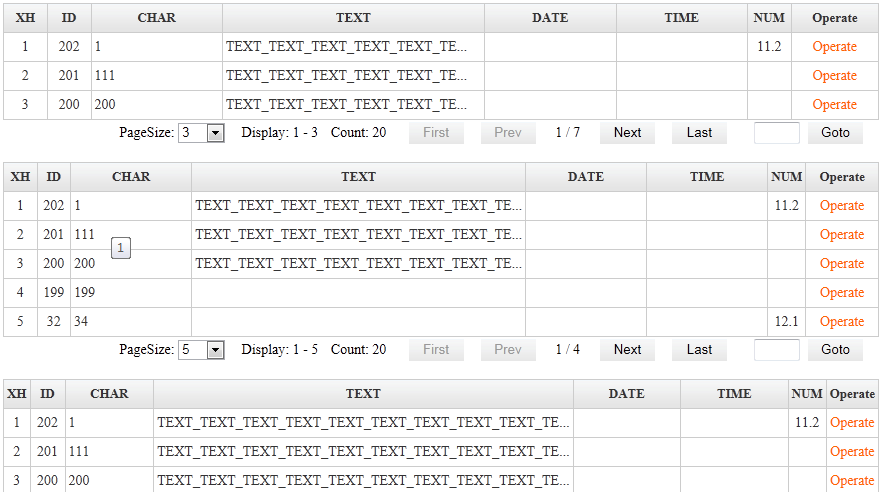 XH ID CHAR TEXT DATE TIME NUM Operate
1 202 1 TEXT_TEXT_TEXT_TEXT_TEXT_TE... 11.2 Operate
2 201 111 TEXT_TEXT_TEXT_TEXT_TEXT_TE... Operate
3 200 200 TEXT_TEXT_TEXT_TEXT_TEXT_TE... Operate
PageSize: 3 Display: 1 - 3 Count: 20 First Prev 1 / 7 Next Last Goto
XH ID CHAR TEXT DATE TIME NUM Operate
1 202 1 TEXT_TEXT_TEXT_TEXT_TEXT_TEXT_TEXT_TE... 11.2 Operate
2 201 111 TEXT_TEXT_TEXT_TEXT_TEXT_TEXT_TEXT_TE... Operate
1
3 200 200 TEXT_TEXT_TEXT_TEXT_TEXT_TEXT_TEXT_TE... Operate
4 199 199 Operate
5 32 34 12.1 Operate
PageSize: 5 Display: 1 - 5 Count: 20 First Prev 1 / 4 Next Last Goto
XH ID CHAR TEXT DATE TIME NUM Operate
1 202 1 TEXT_TEXT_TEXT_TEXT_TEXT_TEXT_TEXT_TEXT_TEXT_TE... 11.2 Operate
2 201 111 TEXT_TEXT_TEXT_TEXT_TEXT_TEXT_TEXT_TEXT_TEXT_TE... Operate
3 200 200 TEXT_TEXT_TEXT_TEXT_TEXT_TEXT_TEXT_TEXT_TEXT_TE... Operate